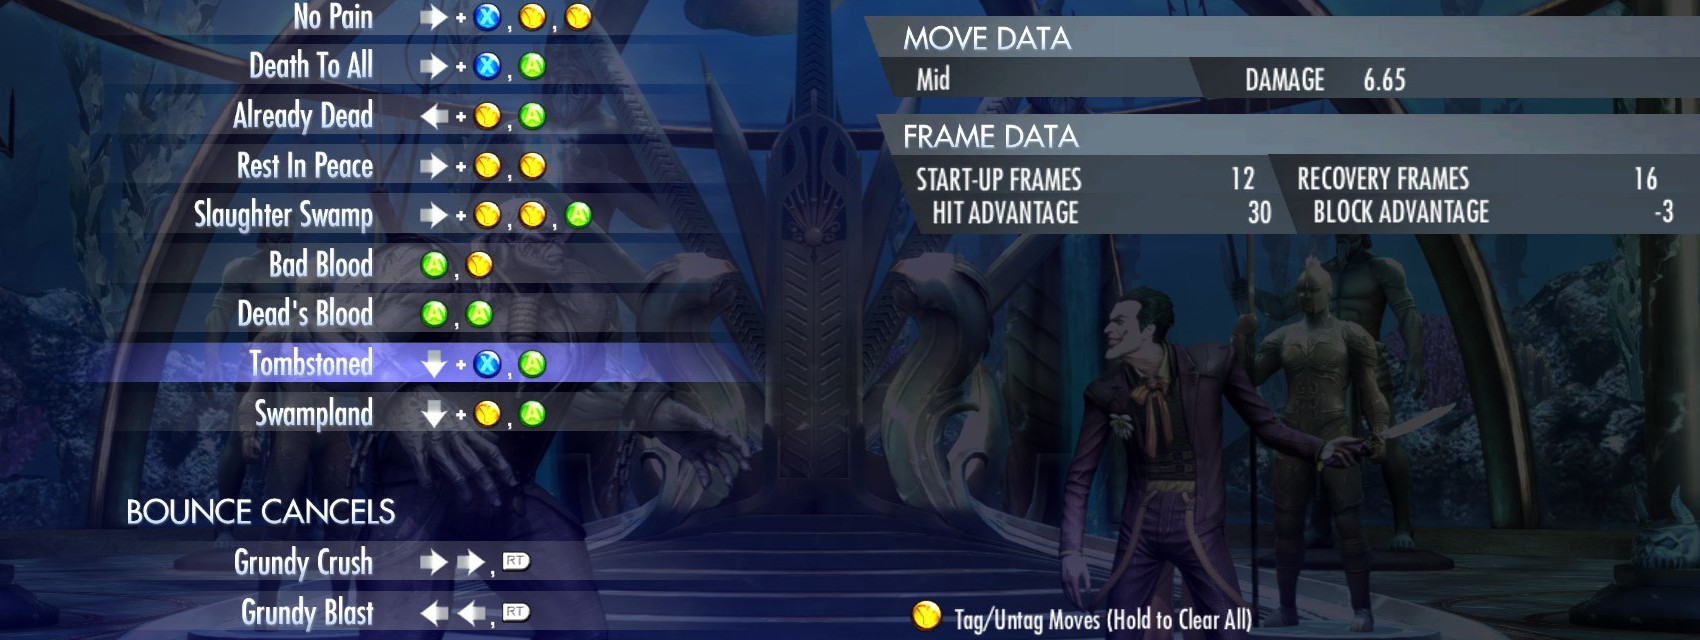 No Pain + X , Y , Y
Death To All + X , A
Already Dead + Y , A
Rest In Peace + Y , Y
Slaughter Swamp + Y , Y , A
Bad Blood A , Y
Dead's Blood A , A
Tombstoned + X , A
Swampland + Y , A
BOUNCE CANCELS
Grundy Crush , RT
Grundy Blast , RT
MOVE DATA
Mid DAMAGE 6.65
FRAME DATA
START-UP FRAMES 12 RECOVERY FRAMES 16
HIT ADVANTAGE 30 BLOCK ADVANTAGE -3
Y Tag/Untag Moves (Hold to Clear All)